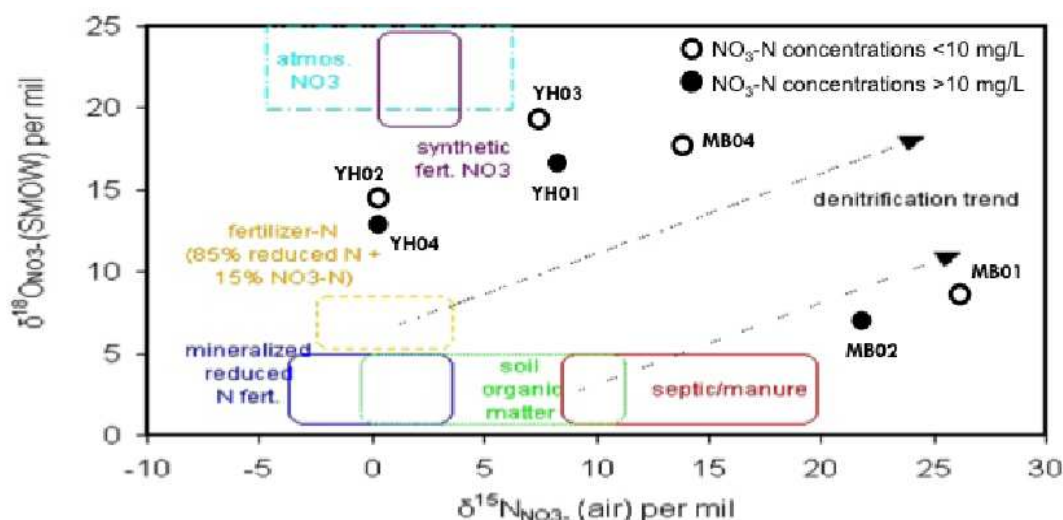 25
20
15
10
5
0
-10
-5
0
5
10
15
20
25
30
δ¹⁸O_NO3- (SMOW) per mil
δ¹⁵N_NO3- (air) per mil
NO₃-N concentrations <10 mg/L
NO₃-N concentrations >10 mg/L
atmos.
NO3
synthetic
fert. NO3
YH03
YH01
MB04
YH02
YH04
denitrification trend
fertilizer-N
(85% reduced N +
15% NO3-N)
MB01
MB02
mineralized
reduced
N fert.
soil
organic
matter
septic/manure